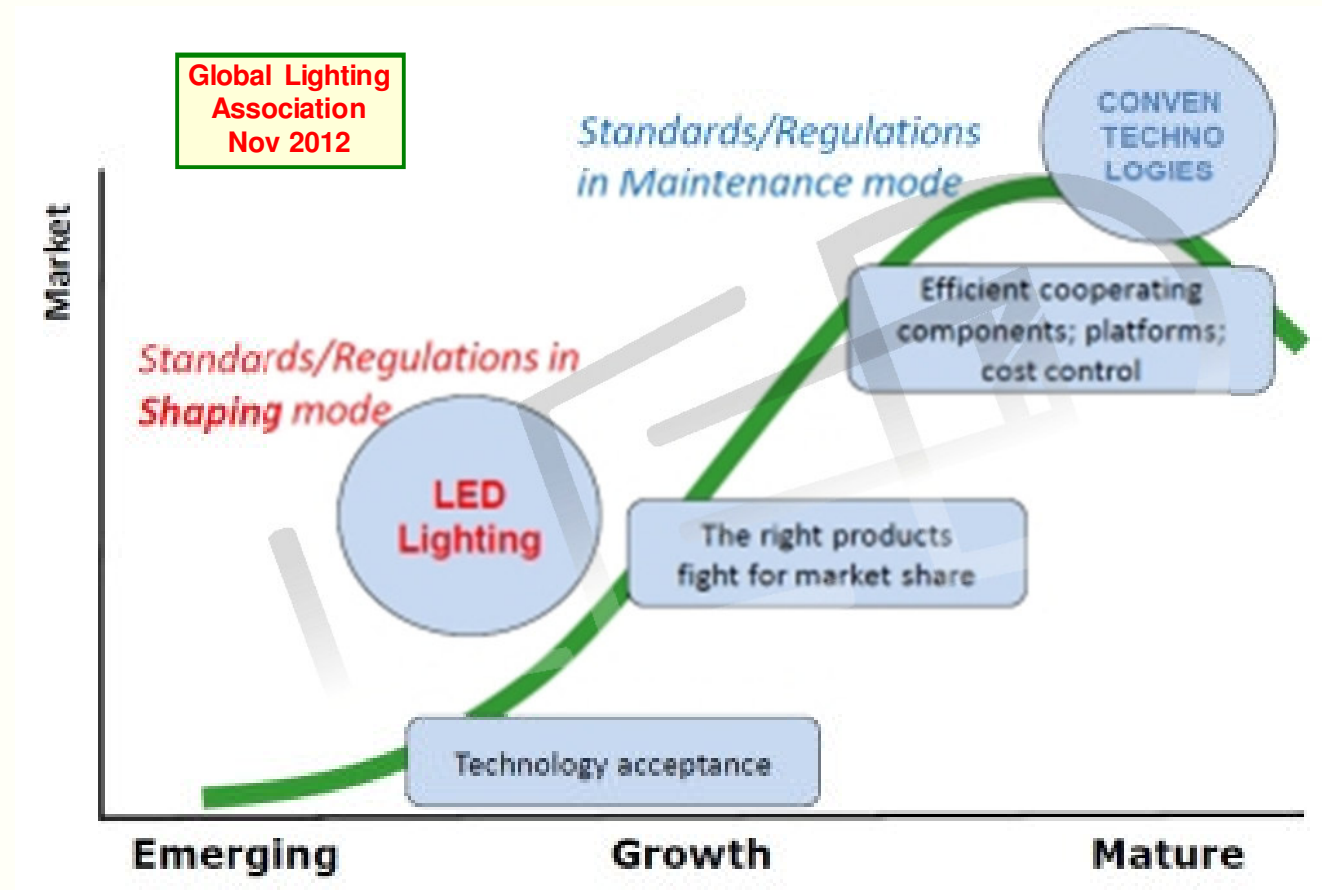 Global Lighting
Association
Nov 2012
Standards/Regulations
in Maintenance mode
CONVEN
TECHNO
LOGIES
Market
Efficient cooperating
components; platforms;
cost control
Standards/Regulations in
Shaping mode
LED
Lighting
The right products
fight for market share
Technology acceptance
Emerging
Growth
Mature